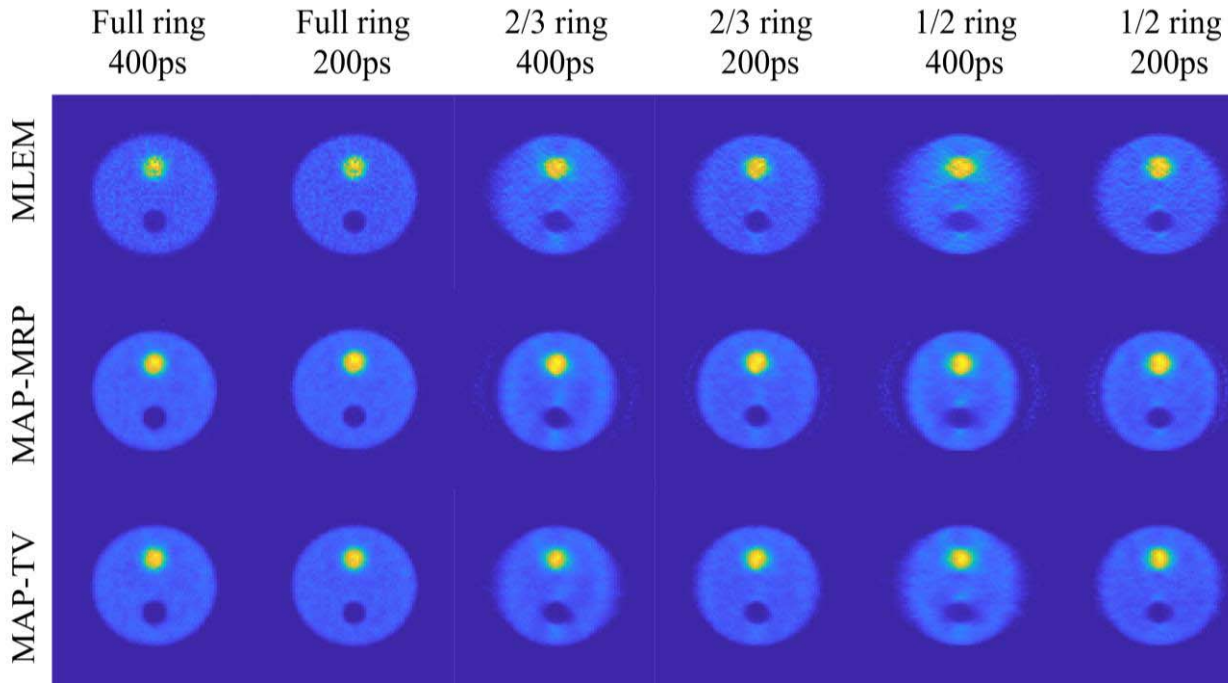 Full ring Full ring 2/3 ring 2/3 ring 1/2 ring 1/2 ring
400ps 200ps 400ps 200ps 400ps 200ps
MLEM
MAP-MRP
MAP-TV